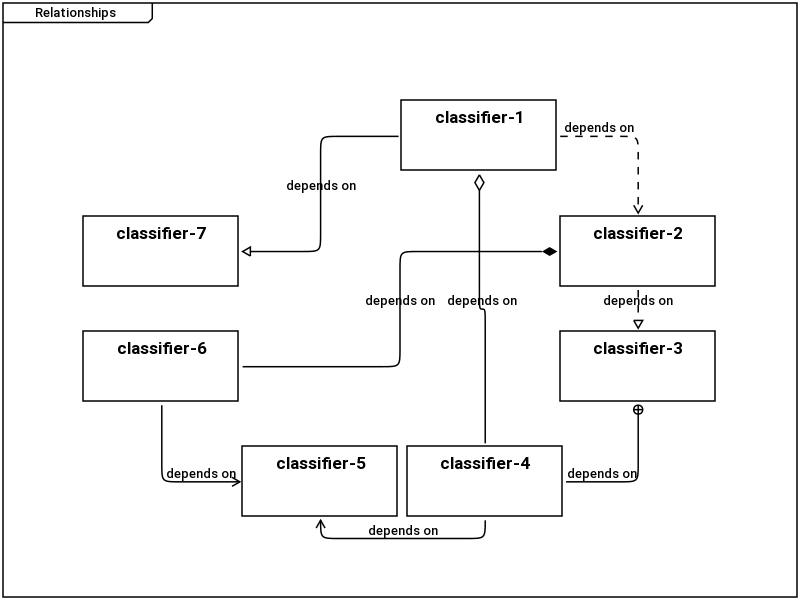 Relationships
classifier-1
depends on
depends on
classifier-7
classifier-2
depends on
depends on
depends on
classifier-6
classifier-3
classifier-5
classifier-4
depends on
depends on
depends on